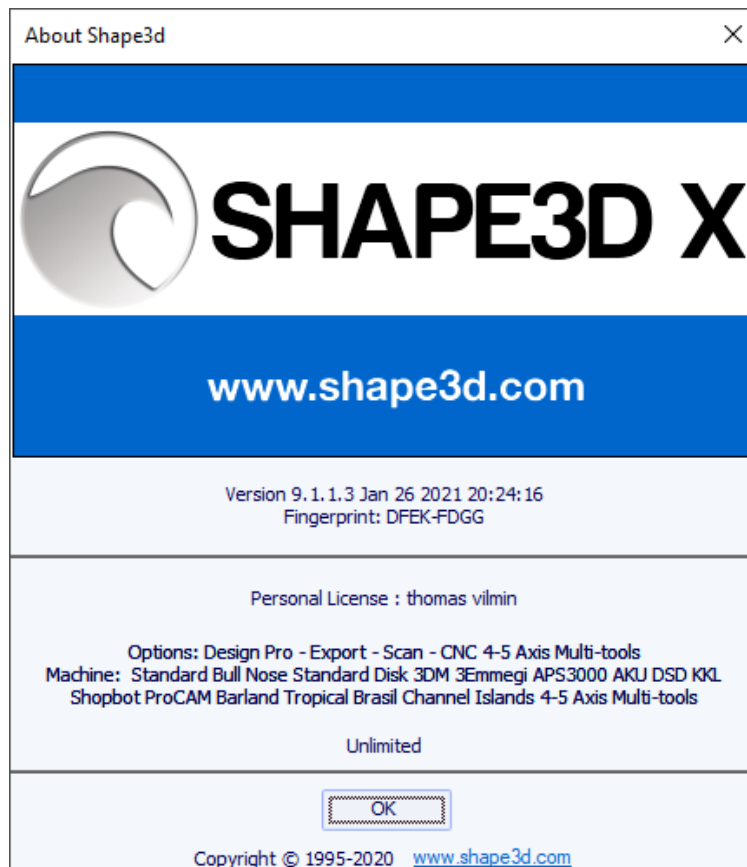 About Shape3d
SHAPE3D X
www.shape3d.com
Version 9.1.1.3 Jan 26 2021 20:24:16
Fingerprint: DFEK-FDGG
Personal License : thomas vilmin
Options: Design Pro - Export - Scan - CNC 4-5 Axis Multi-tools
Machine:  Standard Bull Nose Standard Disk 3DM 3Emmegi APS3000 AKU DSD KKL
Shopbot ProCAM Barland Tropical Brasil Channel Islands 4-5 Axis Multi-tools
Unlimited
OK
Copyright © 1995-2020 www.shape3d.com